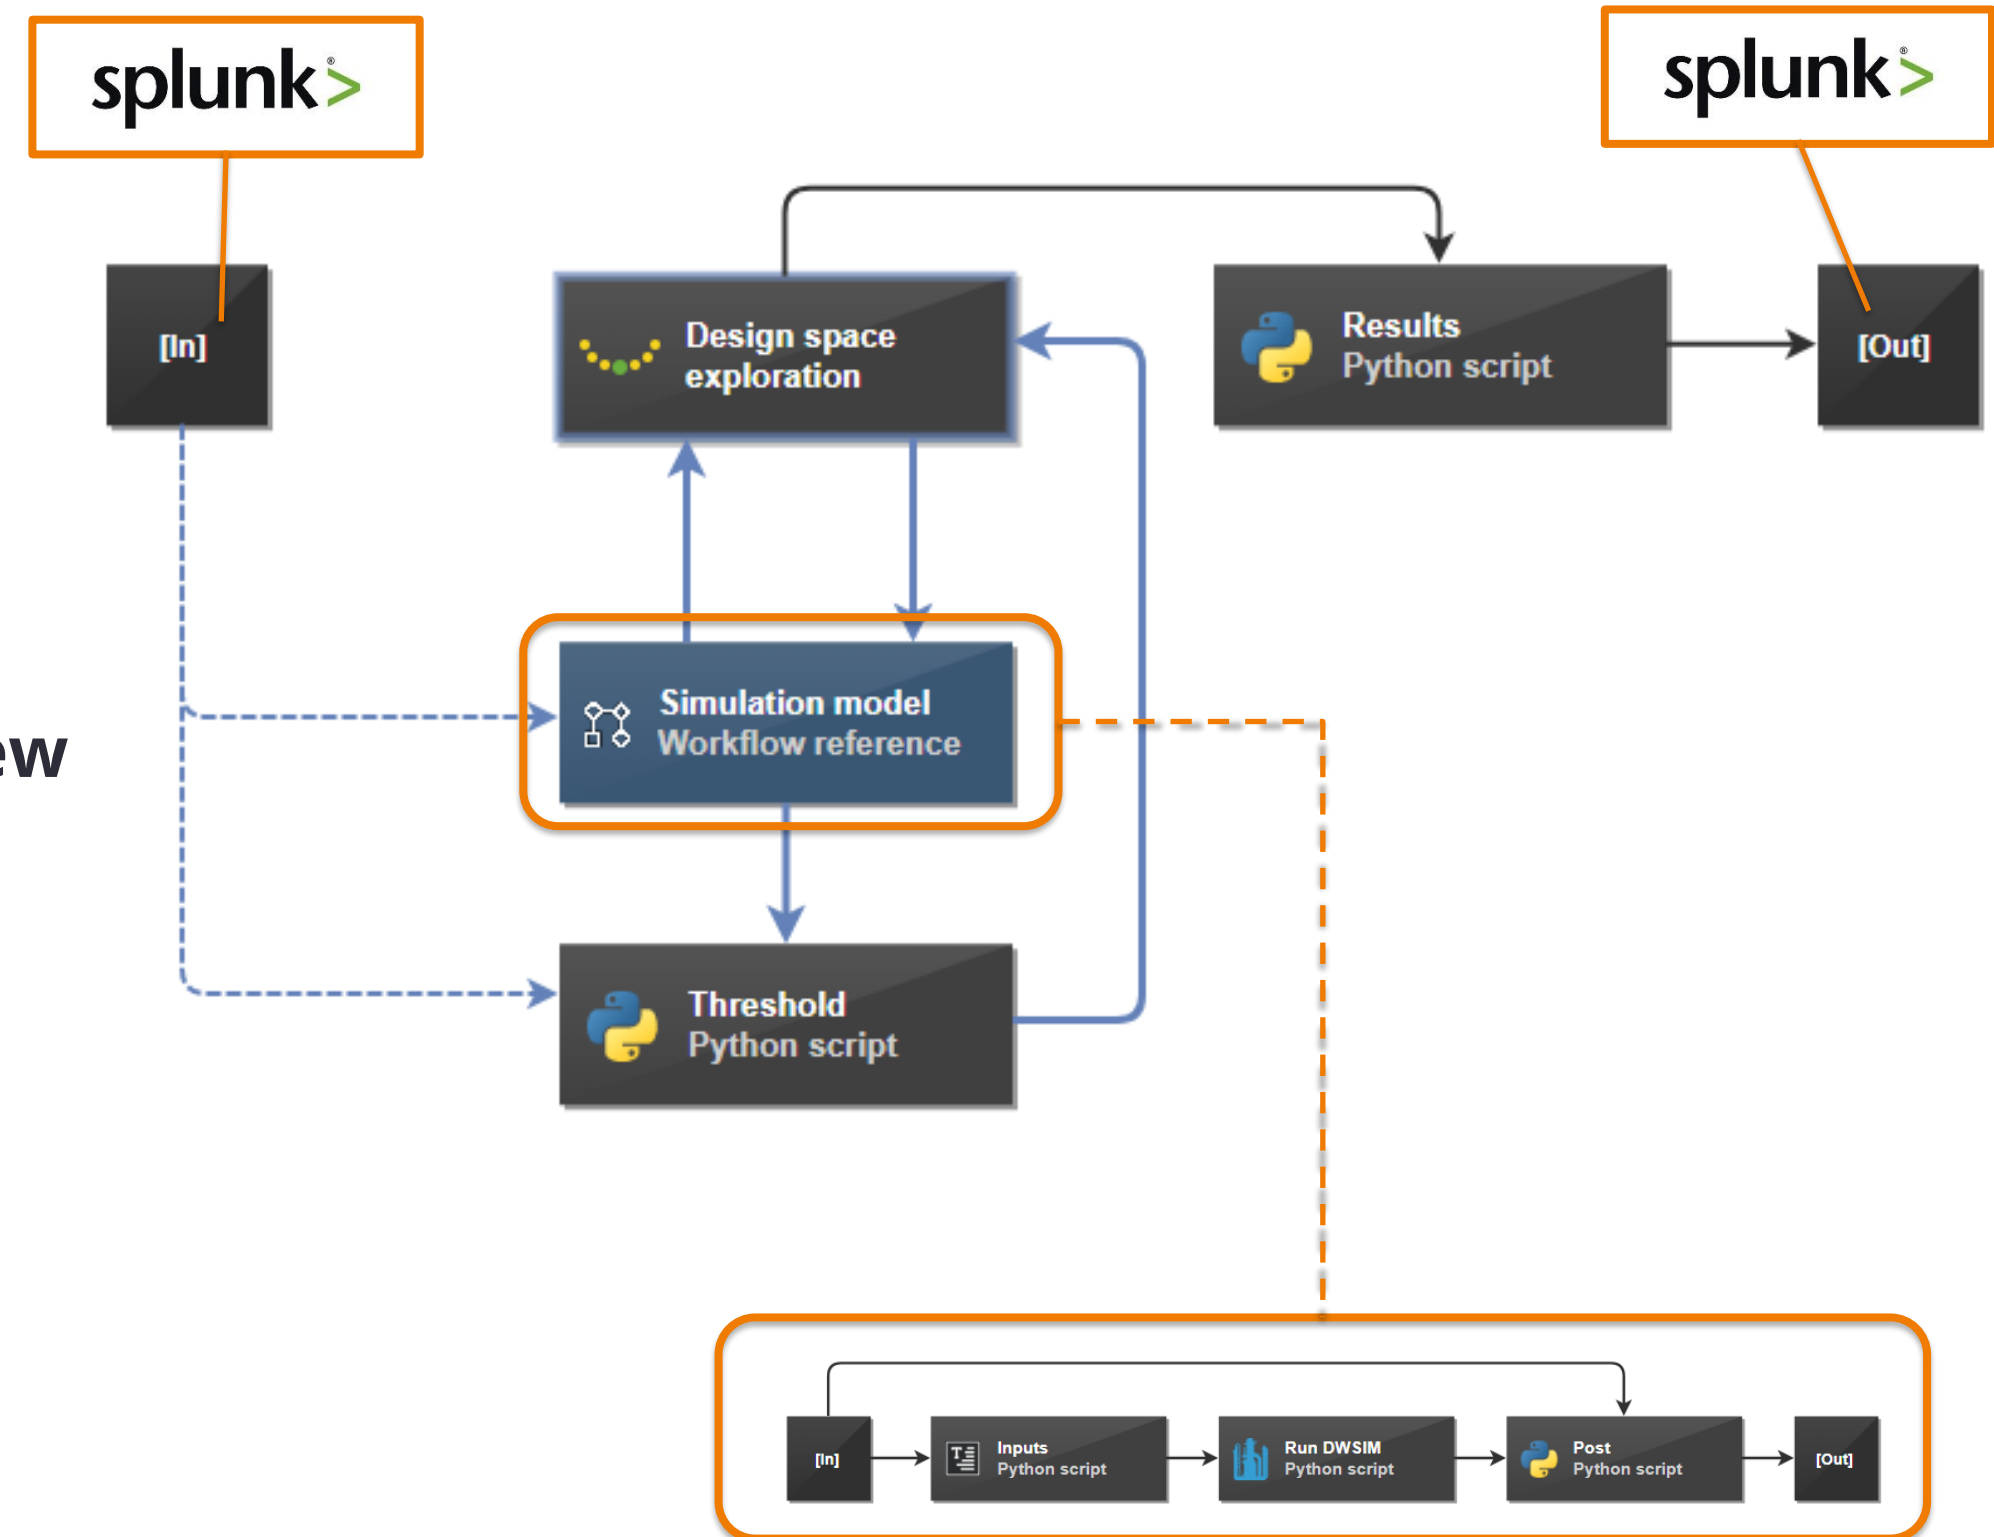 splunk>
splunk>
[In]
Design space
exploration
Results
Python script
[Out]
Simulation model
Workflow reference
ew
Threshold
Python script
[In]
Inputs
Python script
Run DWSIM
Python script
Post
Python script
[Out]